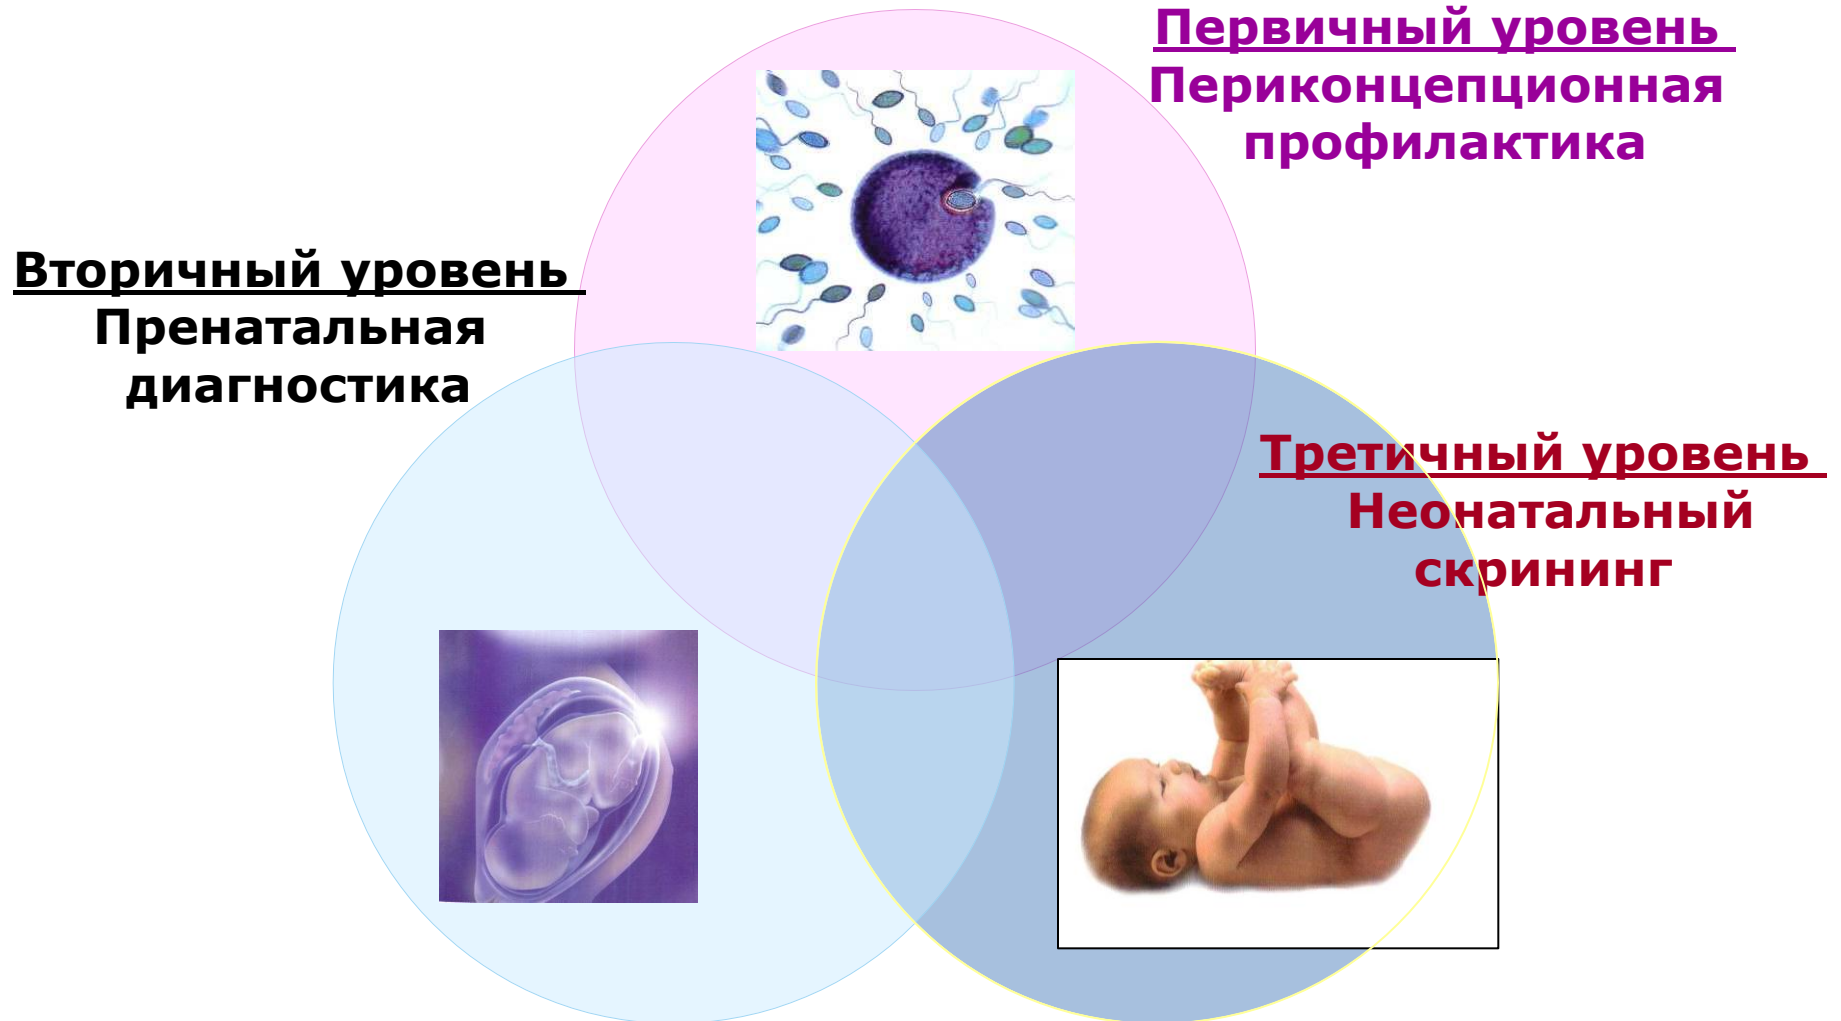 Первичный уровень
Периконцепционная
профилактика
Вторичный уровень
Пренатальная
диагностика
Третичный уровень
Неонатальный
скрининг